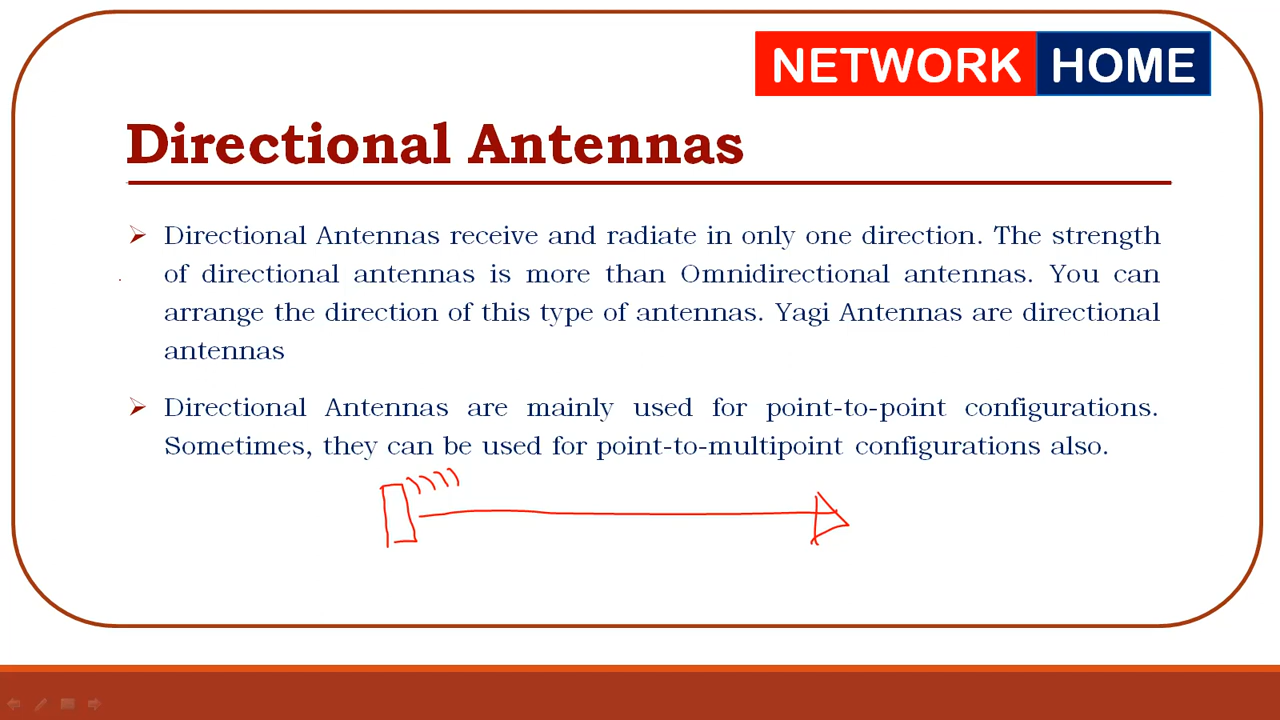 NETWORK HOME
Directional Antennas
Directional Antennas receive and radiate in only one direction. The strength
of directional antennas is more than Omnidirectional antennas. You can
arrange the direction of this type of antennas. Yagi Antennas are directional
antennas
Directional Antennas are mainly used for point-to-point configurations.
Sometimes, they can be used for point-to-multipoint configurations also.